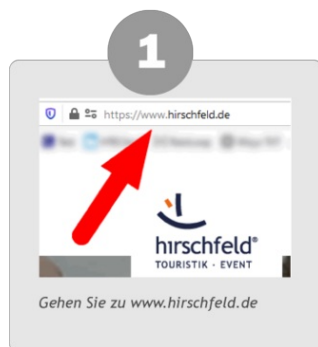 1
https://www.hirschfeld.de
hirschfeld®
TOURISTIK - EVENT
Gehen Sie zu www.hirschfeld.de